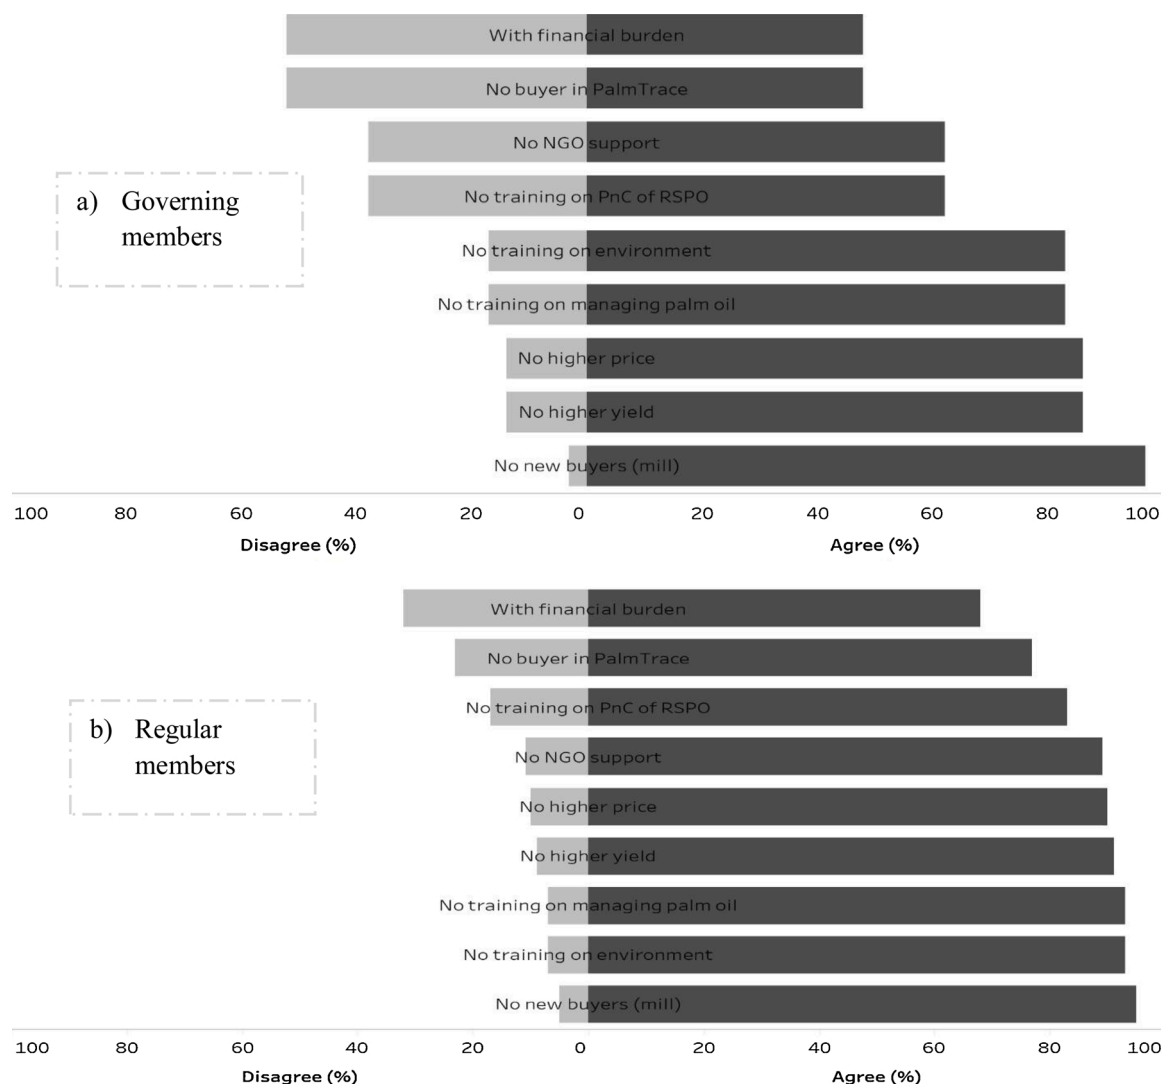 With financial burden
No buyer in PalmTrace
No NGO support
No training on PnC of RSPO
a) Governing
members
No training on environment
No training on managing palm oil
No higher price
No higher yield
No new buyers (mill)
100 80 60 40 20 0 20 40 60 80 100
Disagree (%) Agree (%)
With financial burden
No buyer in PalmTrace
No training on PnC of RSPO
b) Regular
members
No NGO support
No higher price
No higher yield
No training on managing palm oil
No training on environment
No new buyers (mill)
100 80 60 40 20 0 20 40 60 80 100
Disagree (%) Agree (%)